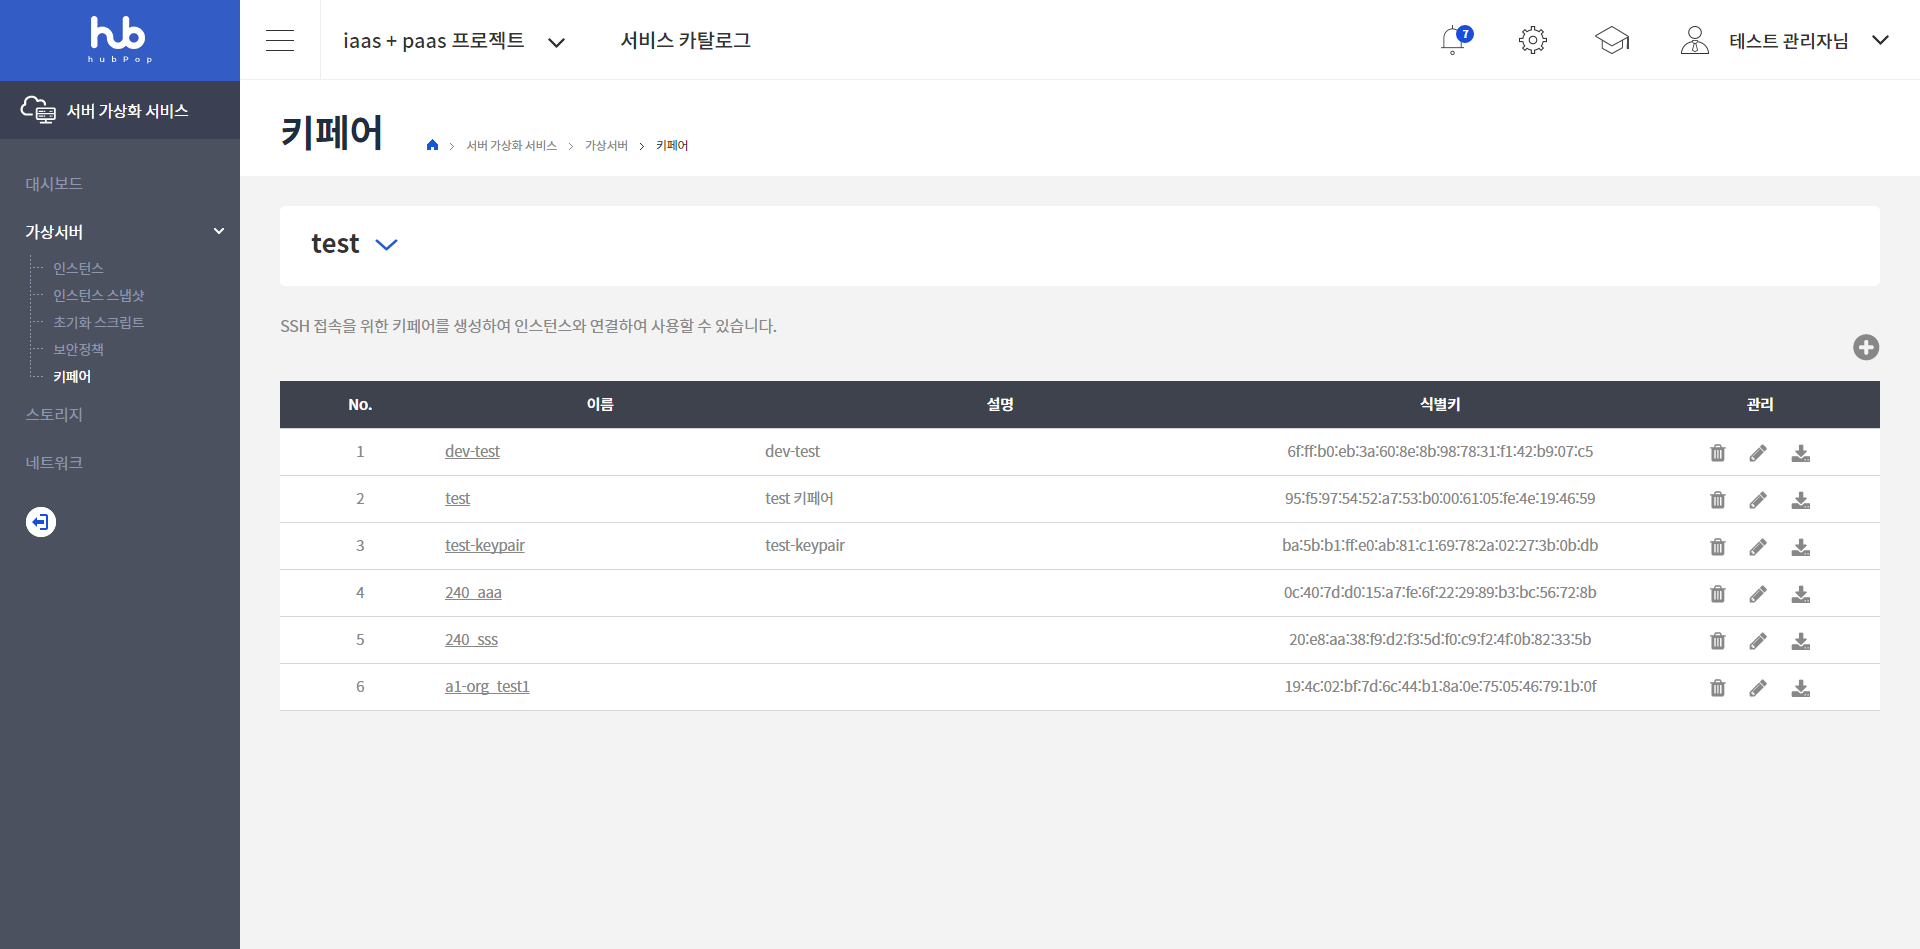 hub
hubPop
iaas + paas 프로젝트
서비스 카탈로그
7
테스트 관리자님
서버 가상화 서비스
대시보드
가상서버
인스턴스
인스턴스 스냅샷
초기화 스크립트
보안정책
키페어
스토리지
네트워크
키페어
서버 가상화 서비스
가상서버
키페어
test
SSH 접속을 위한 키페어를 생성하여 인스턴스와 연결하여 사용할 수 있습니다.
No. 이름 설명 식별키 관리
1 dev-test dev-test 6f:ff:b0:eb:3a:60:8e:8b:98:78:31:f1:42:b9:07:c5
2 test test 키페어 95:f5:97:54:52:a7:53:b0:00:61:05:fe:4e:19:46:59
3 test-keypair test-keypair ba:5b:b1:ff:e0:ab:81:c1:69:78:2a:02:27:3b:0b:db
4 240_aaa 0c:40:7d:d0:15:a7:fe:6f:22:29:89:b3:bc:56:72:8b
5 240_sss 20:e8:aa:38:f9:d2:f3:5d:f0:c9:f2:4f:0b:82:33:5b
6 a1-org_test1 19:4c:02:bf:7d:6c:44:b1:8a:0e:75:05:46:79:1b:0f